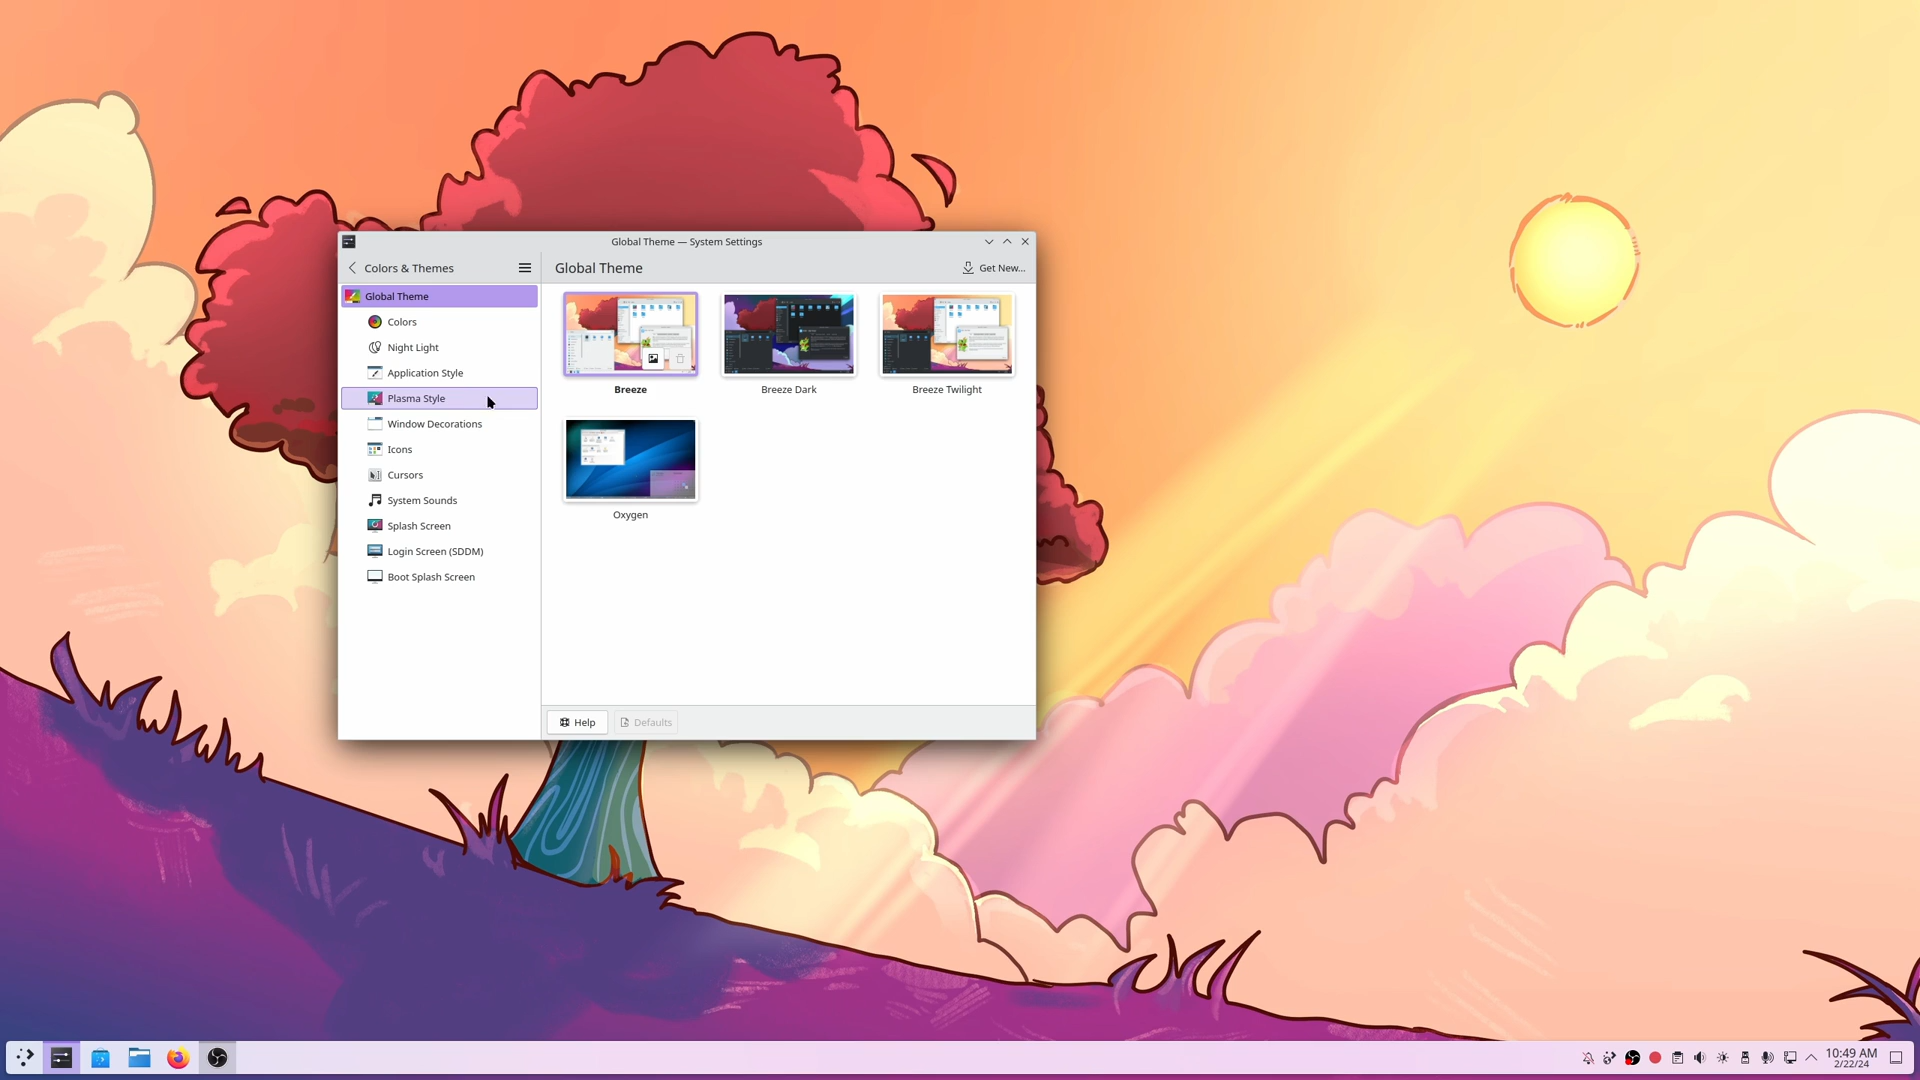 Global Theme — System Settings
Colors & Themes
Global Theme
Get New...
Global Theme
Colors
Night Light
Application Style
Plasma Style
Window Decorations
Icons
Cursors
System Sounds
Splash Screen
Login Screen (SDDM)
Boot Splash Screen
Breeze
Breeze Dark
Breeze Twilight
Oxygen
Help
Defaults
10:49 AM
2/22/24